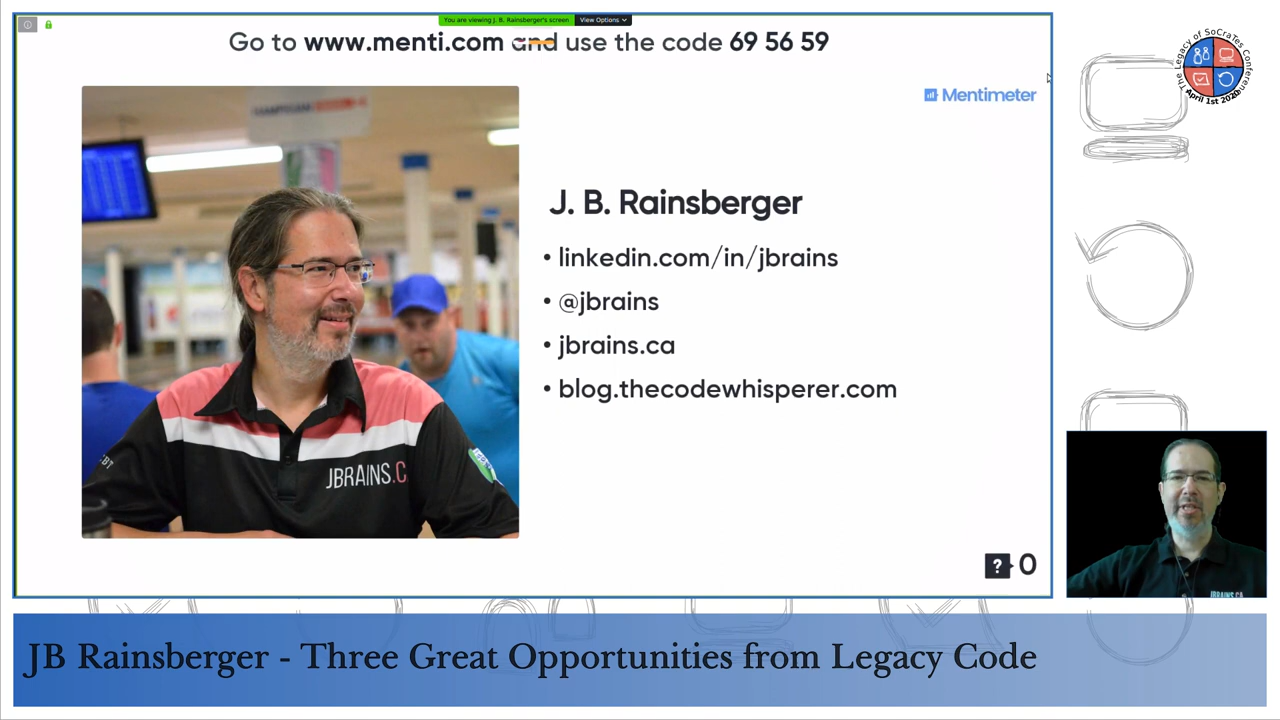 You are viewing J. B. Rainsberger's screen View Options
Go to www.menti.com and use the code 69 56 59
Mentimeter
The Legacy of SoCraTes Conference
April 1st 2020
J. B. Rainsberger
• linkedin.com/in/jbrains
• @jbrains
• jbrains.ca
• blog.thecodewhisperer.com
JBRAINS.C
? 0
JBRAINS.CA
JB Rainsberger - Three Great Opportunities from Legacy Code